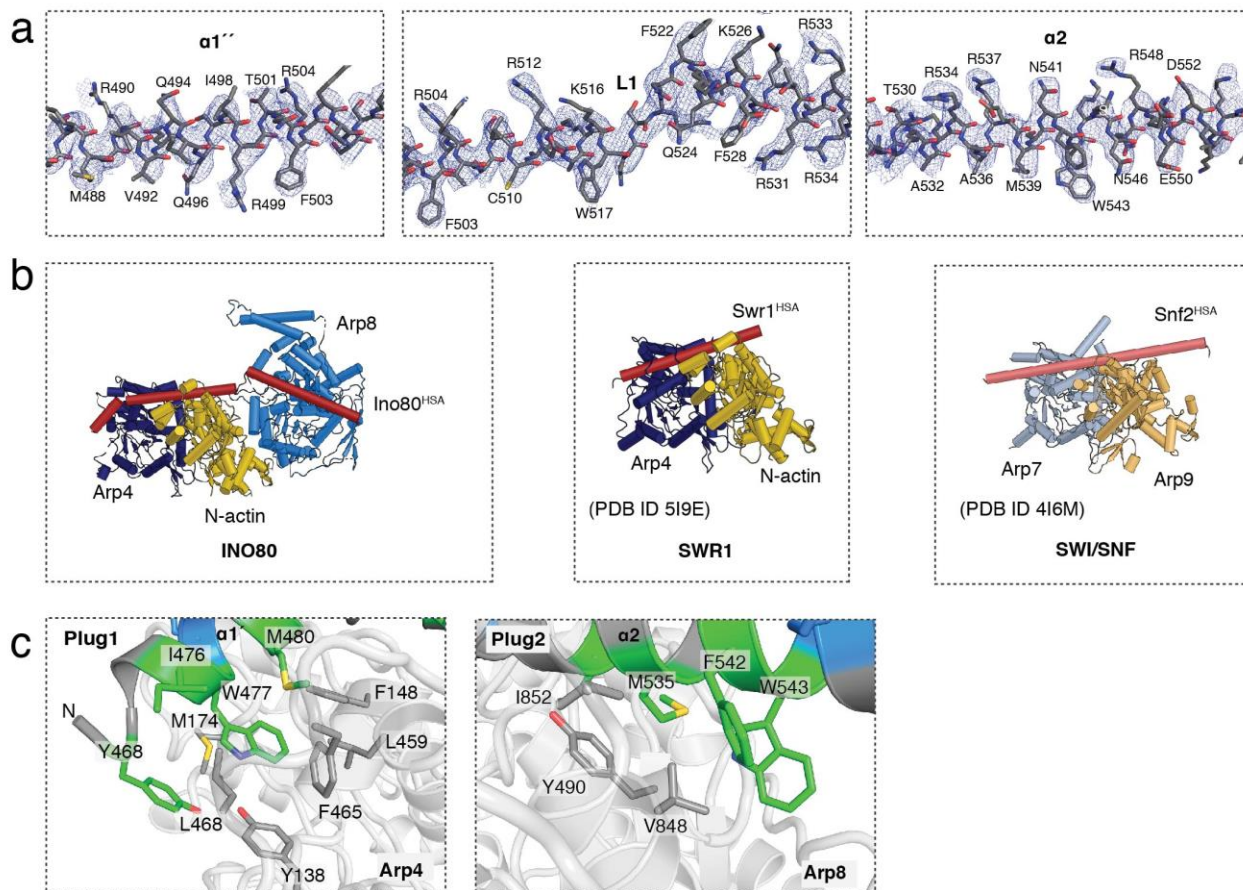 a
α1´´
R490
Q494
I498
T501
R504
M488
V492
Q496
R499
F503
F522
K526
R533
R512
L1
K516
R504
Q524
F528
C510
F503
W517
R531
R534
α2
R548
D552
R537
N541
R534
T530
A532
A536
M539
N546
E550
W543
b
Arp8
Ino80HSA
Arp4
N-actin
INO80
Swr1HSA
Arp4
N-actin
(PDB ID 5I9E)
SWR1
Snf2HSA
Arp7
Arp9
(PDB ID 4I6M)
SWI/SNF
c
Plug1
α1´
M480
I476
W477
F148
N
M174
Y468
L459
L468
F465
Y138
Arp4
Plug2
α2
F542
M535
W543
I852
Y490
V848
Arp8